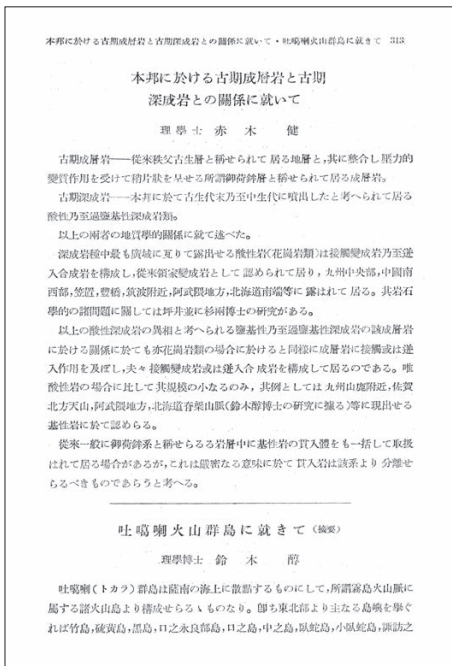 本邦に於ける古期成層岩と古期深成岩との關係に就いて・吐噶喇火山群島に就きて 313
本邦に於ける古期成層岩と古期
深成岩との關係に就いて
理學士 赤木 健
古期成層岩――從來秩父古生層と稱せられて居る地層と,其に整合し壓力的
變質作用を受けて稍片狀を呈せる所謂御荷鉾層と稱せられて居る成層岩。
古期深成岩――本邦に於て古生代末乃至中生代に噴出したと考へられて居る
酸性乃至過鹽基性深成岩類。
以上の兩者の地質學的關係に就て述べた。
深成岩種中最も廣域に亙りて露出せる酸性岩(花崗岩類)は接觸變成岩乃至迸
入合成岩を構成し,從來領家變成岩として認められて居り,九州中央部,中國南
西部,笠置,豐橋,筑波附近,阿武隈地方,北海道南端等に露はれて居る。其岩石
學的の諸問題に關しては坪井並に杉兩博士の研究がある。
以上の酸性深成岩の異相と考へられる鹽基性乃至過鹽基性深成岩の該成層岩
に於ける關係にても亦花崗岩類の場合に於けると同樣に成層岩に接觸或は迸
入作用を及ぼし,夫々接觸變成岩或は迸入合成岩を構成して居るのである。唯
酸性岩の場合に比して其規模の小なるのみ,其例としては九州山鹿附近,佐賀
北方天山,阿武隈地方,北海道脊梁山脈(鈴木醇博士の研究に據る)等に現出せる
基性岩に於て認めらる。
從來一般に御荷鉾系と稱せらるる岩層中に基性岩の貫入體をも一括して取扱
はれて居る場合があるが,これは嚴密なる意味に於て貫入岩は該系より分離せ
らるべきものであらうと考へる。
吐噶喇火山群島に就きて (摘要)
理學博士 鈴木 醇
吐噶喇(トカラ)群島は薩南の海上に散點するものにして,所謂霧島火山脈に
屬する諸火山島より構成せらるゝものなり。卽ち東北部より主なる島嶼を擧ぐ
れば竹島,硫黃島,黑島,口之永良部島,口之島,中之島,臥蛇島,小臥蛇島,諏訪之